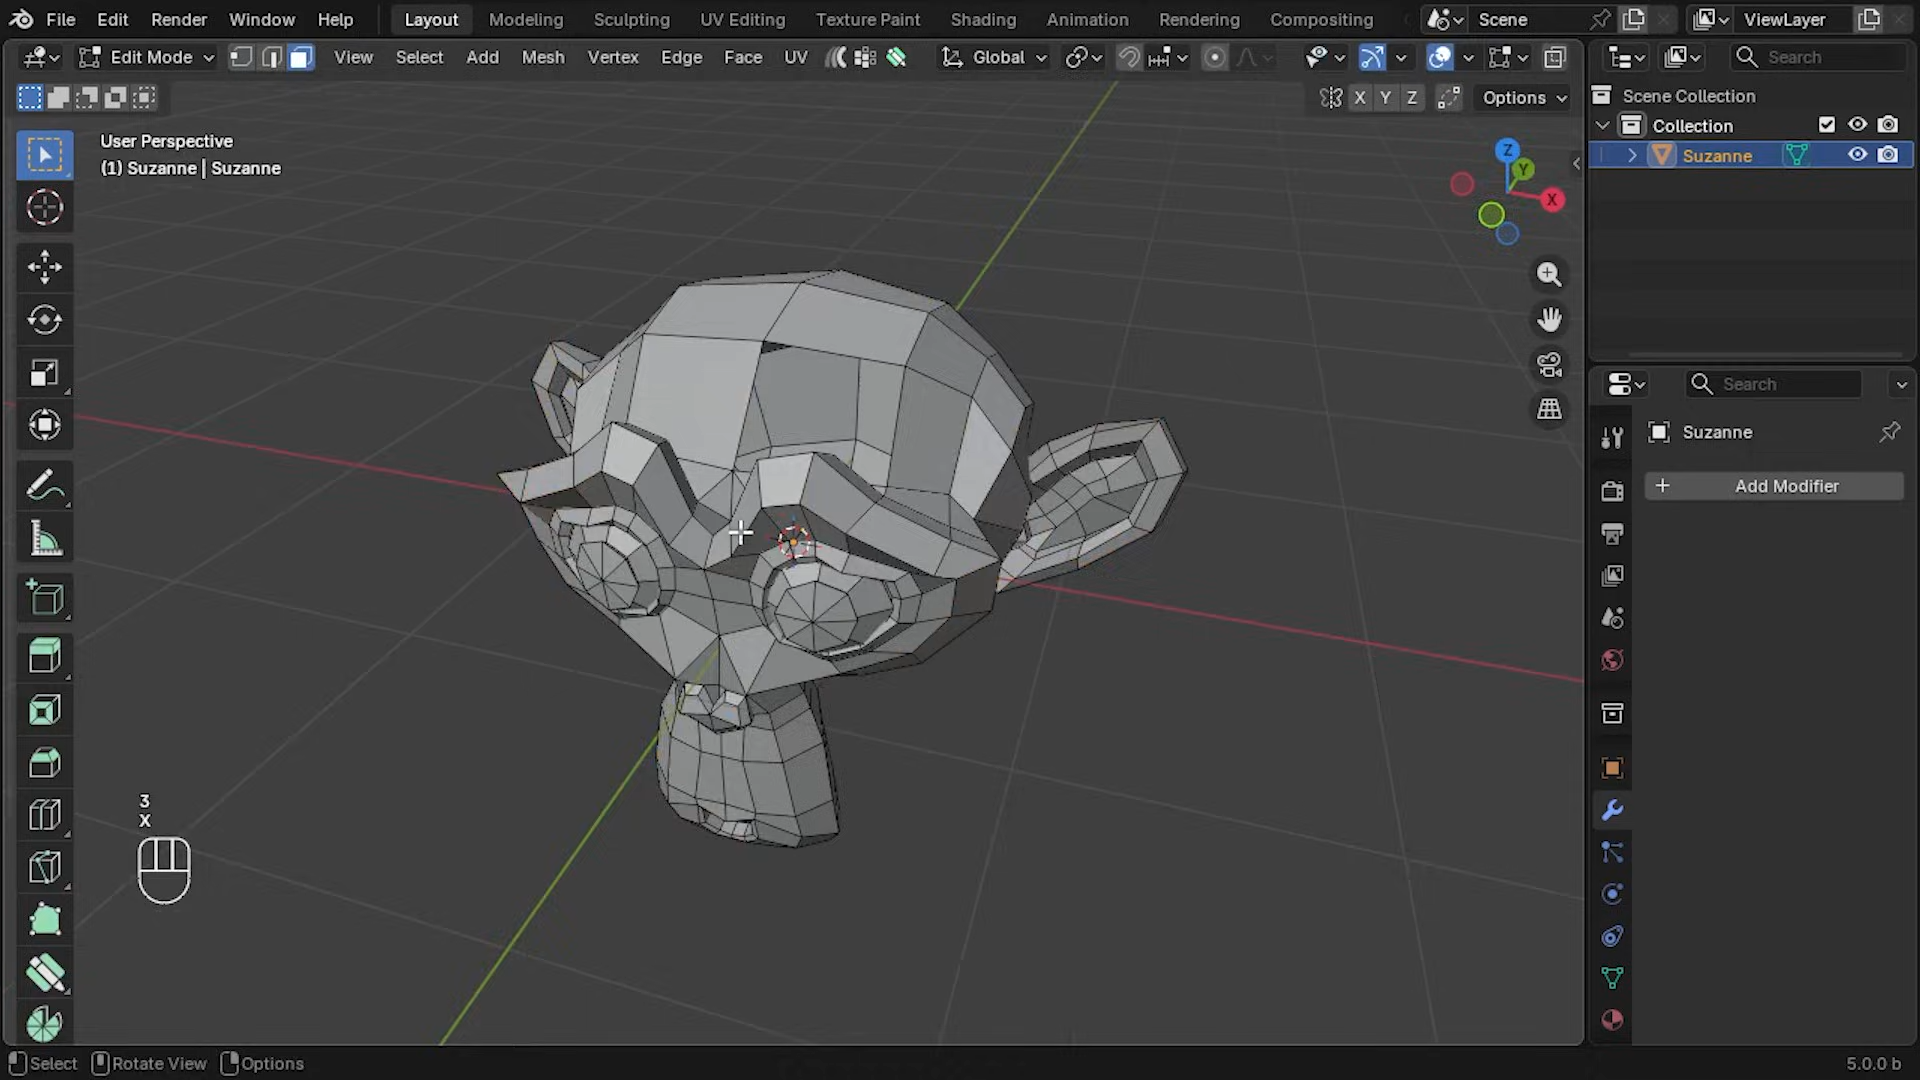 File Edit Render Window Help Layout Modeling Sculpting UV Editing Texture Paint Shading Animation Rendering Compositing Scene ViewLayer
Edit Mode View Select Add Mesh Vertex Edge Face UV Global Search
X Y Z Options
Scene Collection
Collection
Suzanne
User Perspective
(1) Suzanne | Suzanne
Z
Y
X
Search
Suzanne
+ Add Modifier
3
X
Select Rotate View Options 5.0.0 b